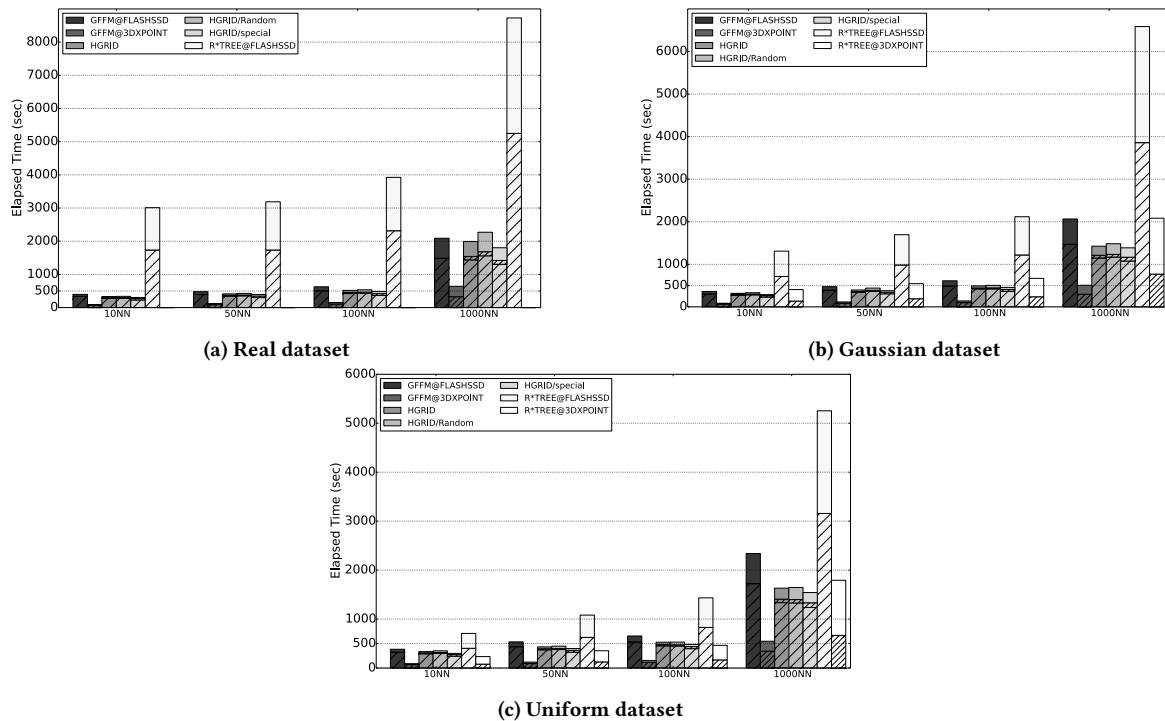 GFFM@FLASHSSD
GFFM@3DXPOINT
HGRID
HGRID/Random
HGRID/special
R*TREE@FLASHSSD
Elapsed Time (sec)
8000
7000
6000
5000
4000
3000
2000
1000
500
0
10NN 50NN 100NN 1000NN
(a) Real dataset
GFFM@FLASHSSD
GFFM@3DXPOINT
HGRID
HGRID/Random
HGRID/special
R*TREE@FLASHSSD
R*TREE@3DXPOINT
Elapsed Time (sec)
6000
5000
4000
3000
2000
1000
500
0
10NN 50NN 100NN 1000NN
(b) Gaussian dataset
GFFM@FLASHSSD
GFFM@3DXPOINT
HGRID
HGRID/Random
HGRID/special
R*TREE@FLASHSSD
R*TREE@3DXPOINT
Elapsed Time (sec)
6000
5000
4000
3000
2000
1000
500
0
10NN 50NN 100NN 1000NN
(c) Uniform dataset